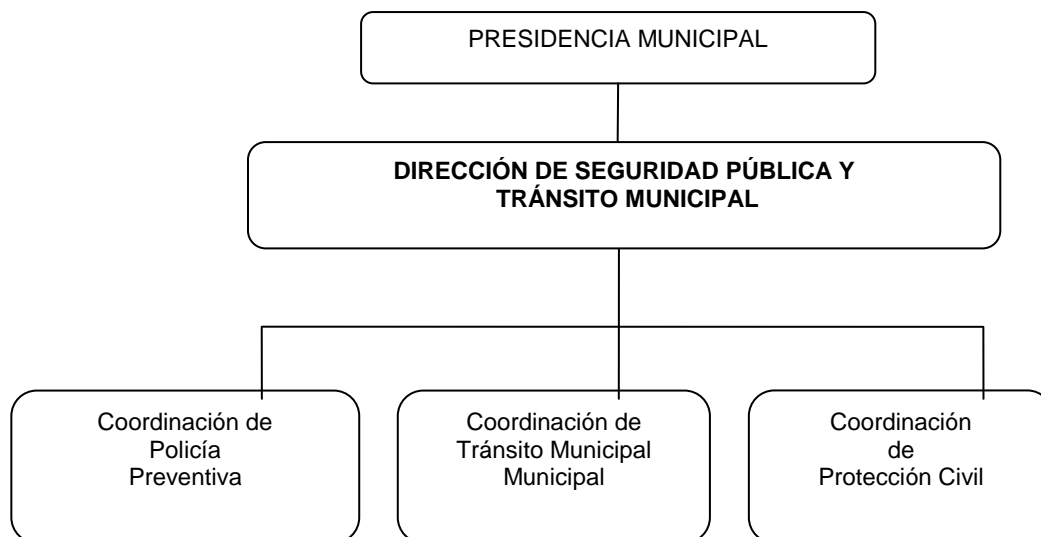 PRESIDENCIA MUNICIPAL
DIRECCIÓN DE SEGURIDAD PÚBLICA Y
TRÁNSITO MUNICIPAL
Coordinación de
Policía
Preventiva
Coordinación de
Tránsito Municipal
Municipal
Coordinación
de
Protección Civil